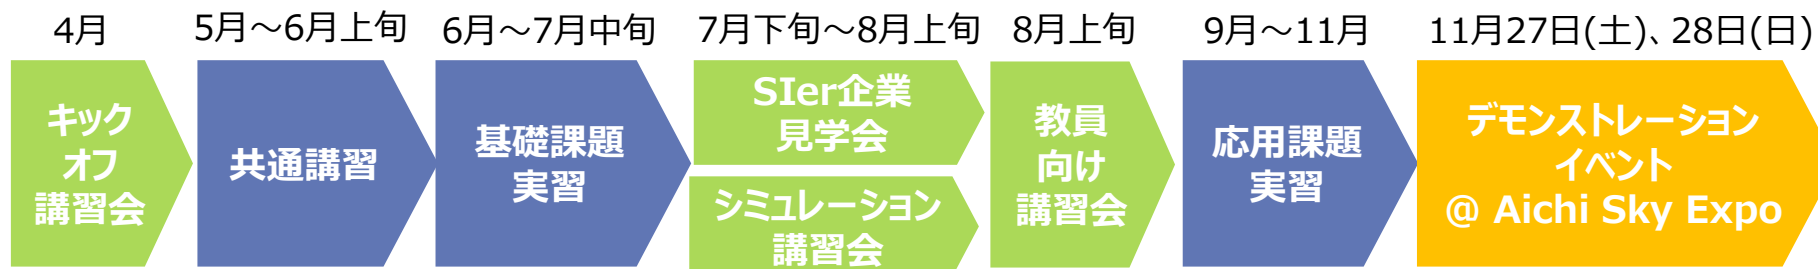 4月
キック
オフ
講習会
5月～6月上旬
共通講習
6月～7月中旬
基礎課題
実習
7月下旬～8月上旬
SIer企業
見学会
シミュレーション
講習会
8月上旬
教員
向け
講習会
9月～11月
応用課題
実習
11月27日(土)、28日(日)
デモンストレーション
イベント
@ Aichi Sky Expo